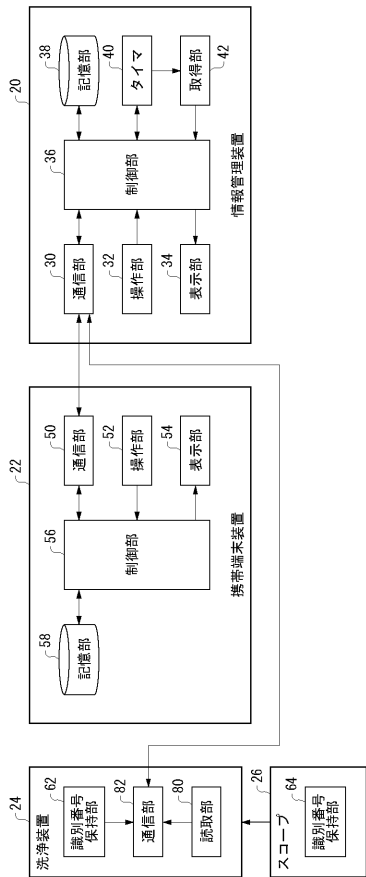 24
洗浄装置
62
識別番号
保持部
82
通信部
80
読取部
26
スコープ
64
識別番号
保持部
22
58
記憶部
56
制御部
50
通信部
52
操作部
54
表示部
携帯端末装置
20
30
通信部
32
操作部
34
表示部
36
制御部
38
記憶部
40
タイマ
42
取得部
情報管理装置